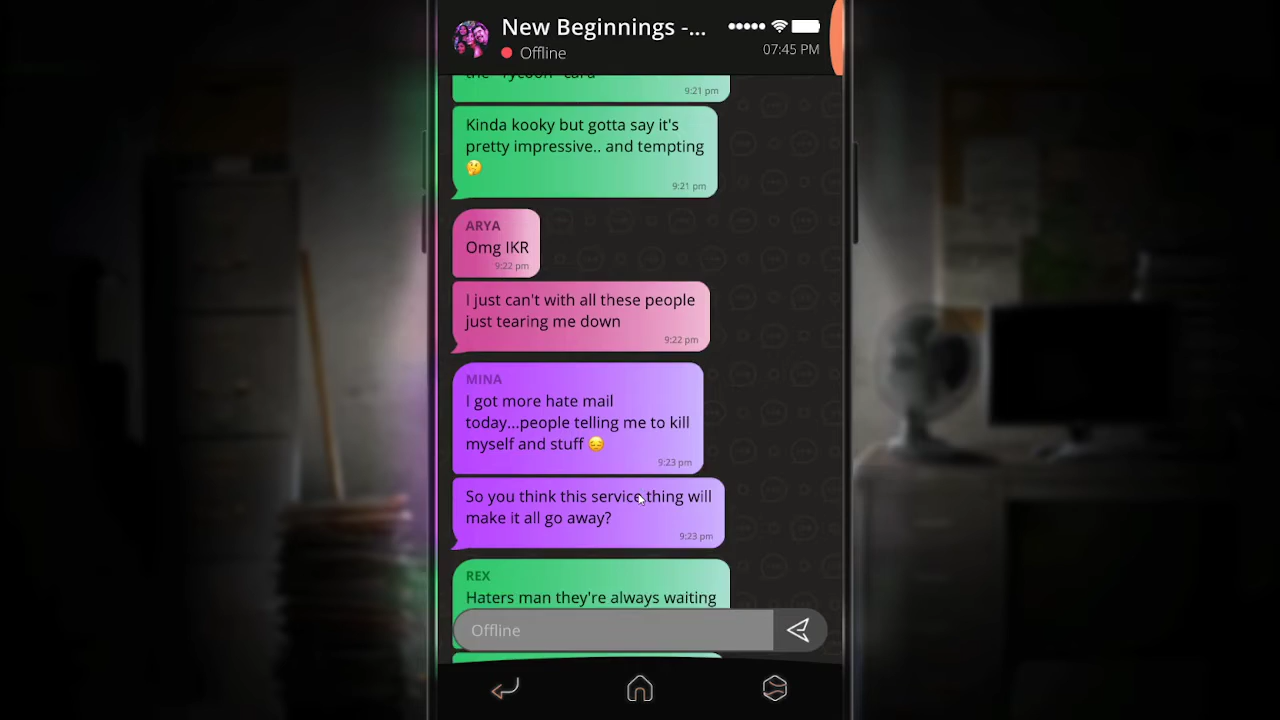 New Beginnings -...
Offline
07:45 PM
the "Tycoon" card
9:21 pm
Kinda kooky but gotta say it's
pretty impressive.. and tempting
🤔
9:21 pm
ARYA
Omg IKR
9:22 pm
I just can't with all these people
just tearing me down
9:22 pm
MINA
I got more hate mail
today...people telling me to kill
myself and stuff 😔
9:23 pm
So you think this service thing will
make it all go away?
9:23 pm
REX
Haters man they're always waiting
Offline